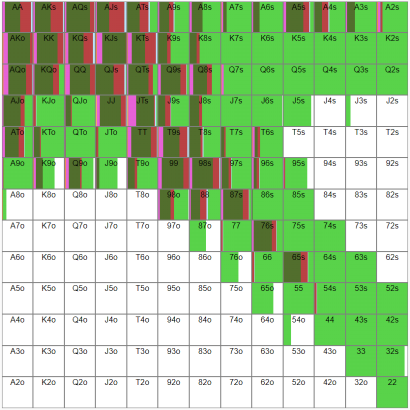 AA AKs AQs AJs ATs A9s A8s A7s A6s A5s A4s A3s A2s
AKo KK KQs KJs KTs K9s K8s K7s K6s K5s K4s K3s K2s
AQo KQo QQ QJs QTs Q9s Q8s Q7s Q6s Q5s Q4s Q3s Q2s
AJo KJo QJo JJ JTs J9s J8s J7s J6s J5s J4s J3s J2s
ATo KTo QTo JTo TT T9s T8s T7s T6s T5s T4s T3s T2s
A9o K9o Q9o J9o T9o 99 98s 97s 96s 95s 94s 93s 92s
A8o K8o Q8o J8o T8o 98o 88 87s 86s 85s 84s 83s 82s
A7o K7o Q7o J7o T7o 97o 87o 77 76s 75s 74s 73s 72s
A6o K6o Q6o J6o T6o 96o 86o 76o 66 65s 64s 63s 62s
A5o K5o Q5o J5o T5o 95o 85o 75o 65o 55 54s 53s 52s
A4o K4o Q4o J4o T4o 94o 84o 74o 64o 54o 44 43s 42s
A3o K3o Q3o J3o T3o 93o 83o 73o 63o 53o 43o 33 32s
A2o K2o Q2o J2o T2o 92o 82o 72o 62o 52o 42o 32o 22